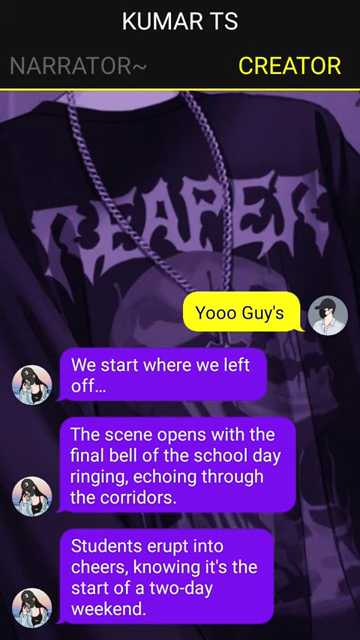 KUMAR TS
NARRATOR~
CREATOR
REAPER
Yooo Guy's
We start where we left
off...
The scene opens with the
final bell of the school day
ringing, echoing through
the corridors.
Students erupt into
cheers, knowing it's the
start of a two-day
weekend.